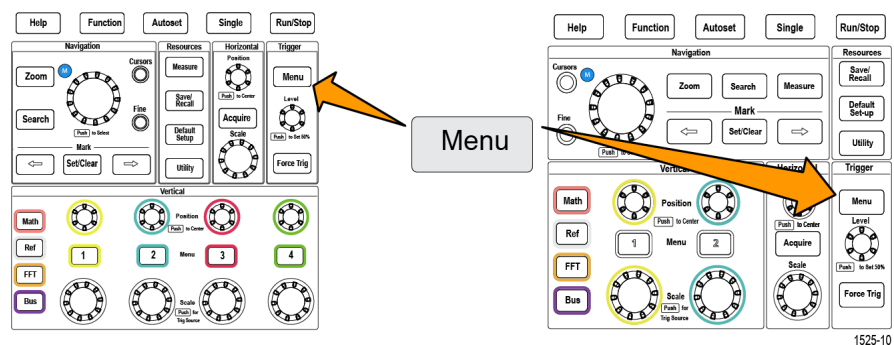 Help Function Autoset Single Run/Stop
Navigation Resources Horizontal Trigger
Cursors Measure Position Menu
Zoom M
Push to Select
Fine
Save/
Recall
Push to Center
Level
Search Acquire
Push to Set 50%
Default
Setup
Scale
Mark
Set/Clear
Utility
Force Trig
Vertical
Math
Position
Push to Center
Ref
1 2 Menu 3 4
FFT
Bus
Scale
Push for
Trig Source
Menu
Help Function Autoset Single Run/Stop
Navigation Resources
Cursors M
Zoom Search Measure
Save/
Recall
Fine
Mark
Default
Set-up
Set/Clear
Push
Utility
Vertical
Horizontal
Trigger
Math
Position
Push to Center
Push to Center
Menu
Ref
1 Menu 2
Acquire
Level
Push to Set 50%
FFT
Scale
Bus
Scale
Push for
Trig Source
Force Trig
1525-10